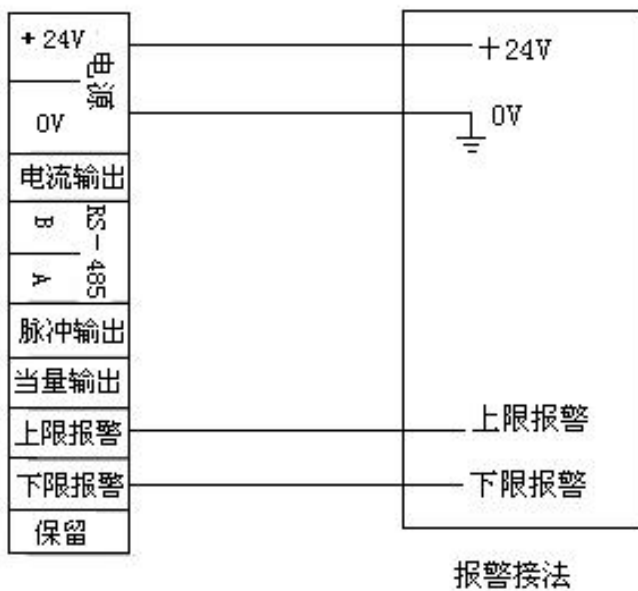 +24V
电源
0V
电流输出
B
A
RS-485
脉冲输出
当量输出
上限报警
下限报警
保留
+24V
0V
上限报警
下限报警
报警接法